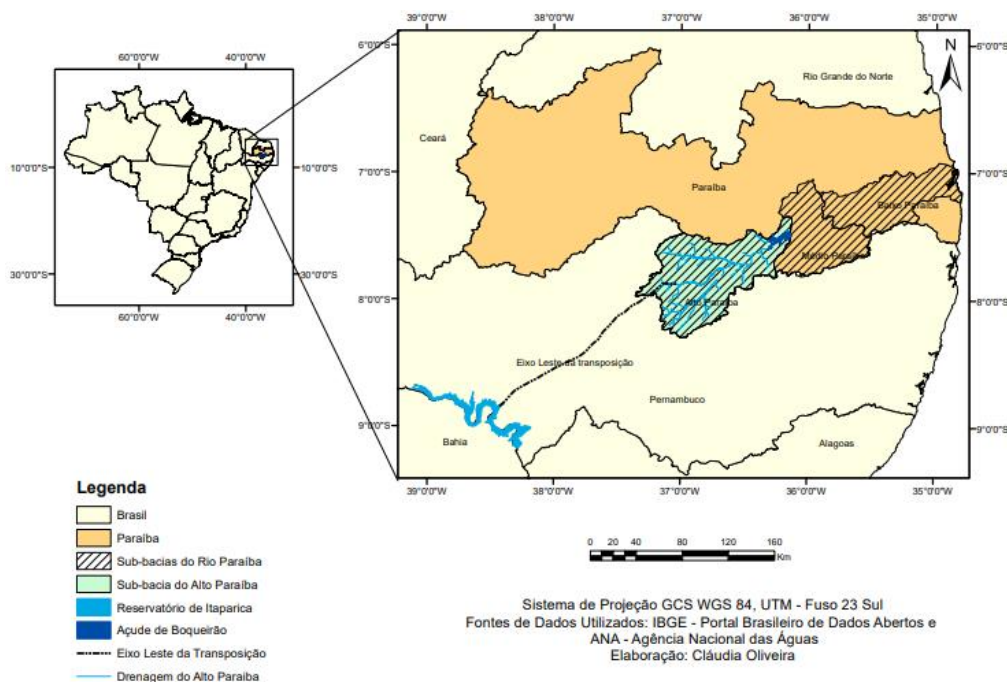 60°0'0"W 40°0'0"W
10°0'0"S 10°0'0"S
30°0'0"S 30°0'0"S
60°0'0"W 40°0'0"W
39°0'0"W 38°0'0"W 37°0'0"W 36°0'0"W 35°0'0"W
6°0'0"S 6°0'0"S
N
Rio Grande do Norte
Ceará
7°0'0"S 7°0'0"S
Paraíba
Baixo Paraíba
Médio Paraíba
8°0'0"S 8°0'0"S
Alto Paraíba
Eixo Leste da transposição
Pernambuco
9°0'0"S 9°0'0"S
Bahia
Alagoas
39°0'0"W 38°0'0"W 37°0'0"W 36°0'0"W 35°0'0"W
Legenda
Brasil
Paraíba
Sub-bacias do Rio Paraíba
Sub-bacia do Alto Paraíba
Reservatório de Itaparica
Açude de Boqueirão
Eixo Leste da Transposição
Drenagem do Alto Paraiba
0 20 40 80 120 160
Km
Sistema de Projeção GCS WGS 84, UTM - Fuso 23 Sul
Fontes de Dados Utilizados: IBGE - Portal Brasileiro de Dados Abertos e
ANA - Agência Nacional das Águas
Elaboração: Cláudia Oliveira